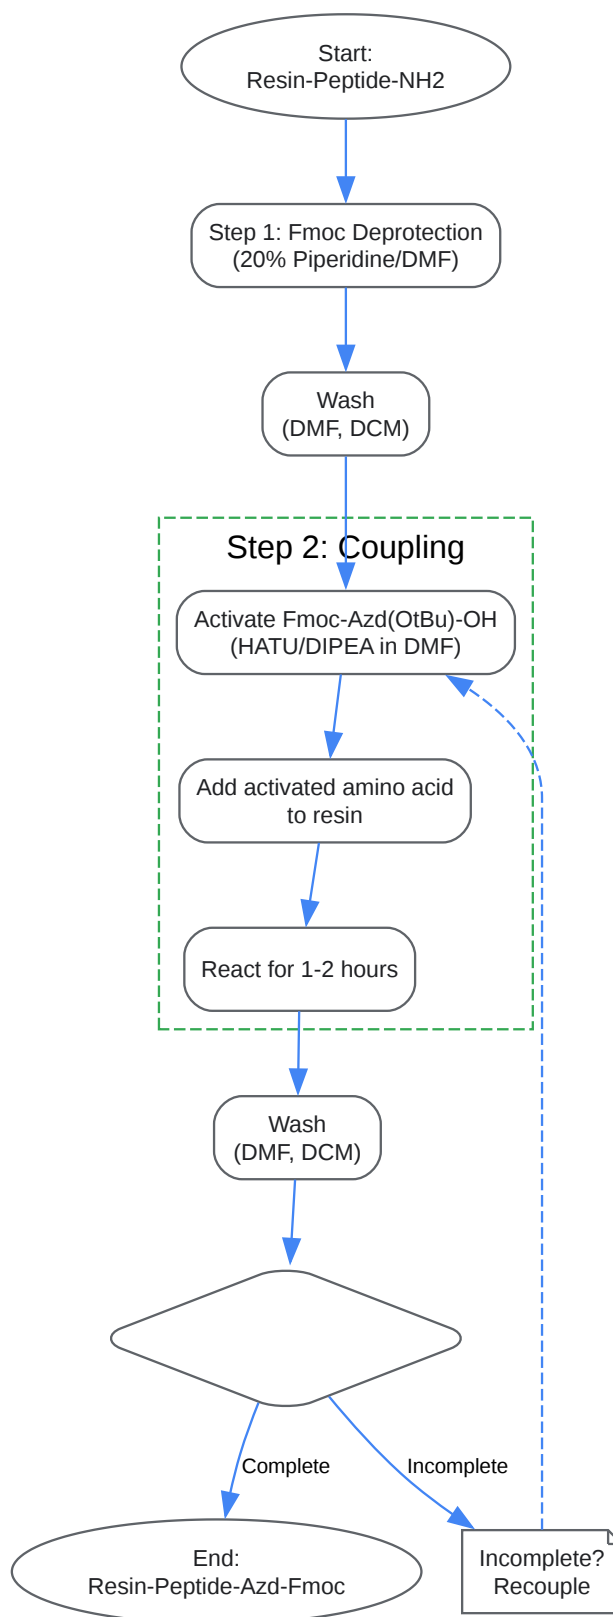 Start:
Resin-Peptide-NH2
Step 1: Fmoc Deprotection
(20% Piperidine/DMF)
Wash
(DMF, DCM)
Step 2: Coupling
Activate Fmoc-Azd(OtBu)-OH
(HATU/DIPEA in DMF)
Add activated amino acid
to resin
React for 1-2 hours
Wash
(DMF, DCM)
Complete
Incomplete
End:
Resin-Peptide-Azd-Fmoc
Incomplete?
Recouple